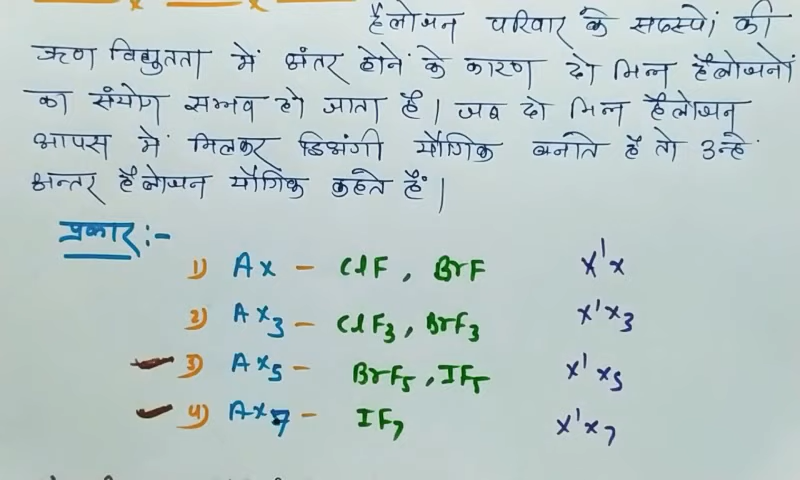 हैलोजन परिवार के सदस्यों की
ऋण विद्युतता में अंतर होने के कारण दो भिन्न हैलोजनों
का संयोग सम्भव हो जाता है। जब दो भिन्न हैलोजन
आपस में मिलकर द्विअंगी यौगिक बनाते है तो उन्हे
अन्तर हैलोजन यौगिक कहते हैं।
प्रकार:-
1) Ax - ClF, BrF x'x
2) Ax₃ - ClF₃, BrF₃ x'x₃
3) Ax₅ - BrF₅, IF₅ x'x₅
4) Ax₇ - IF₇ x'x₇